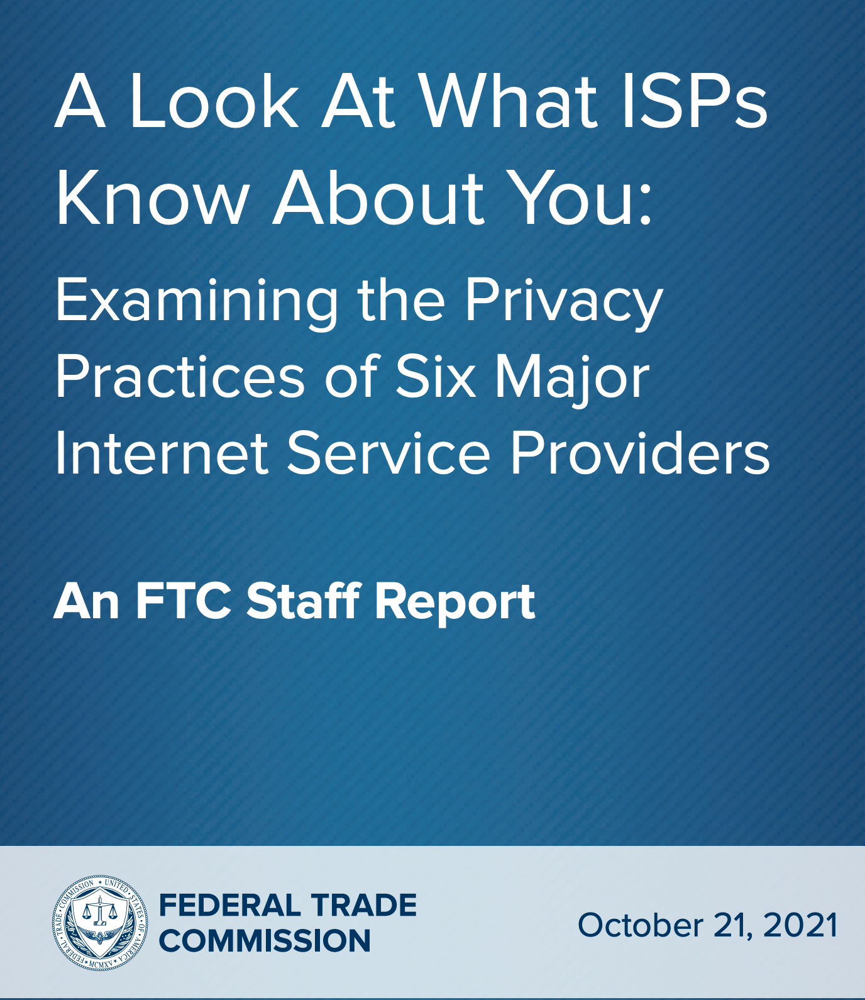 A Look At What ISPs
Know About You:
Examining the Privacy
Practices of Six Major
Internet Service Providers
An FTC Staff Report
FEDERAL TRADE COMMISSION ★ UNITED STATES OF AMERICA ★ MCMXV ★
FEDERAL TRADE
COMMISSION
October 21, 2021